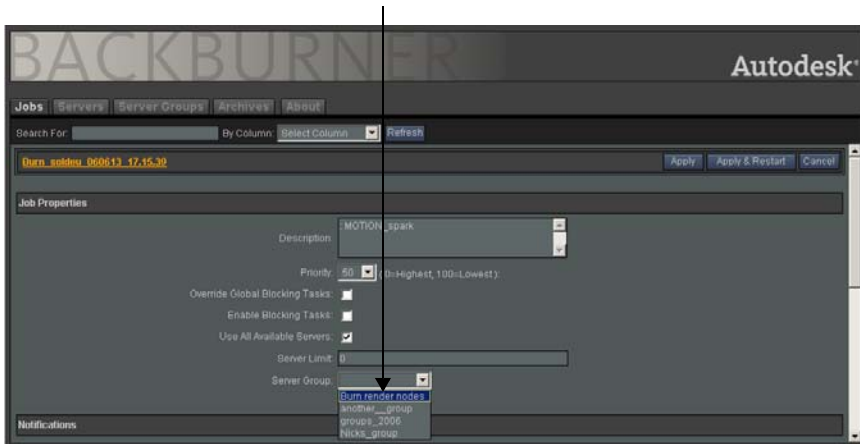 BACKBURNER
Autodesk
Jobs Servers Server Groups Archives About
Search For: By Column: Select Column Refresh
Burn_soldeu_060613_17.15.39 Apply Apply & Restart Cancel
Job Properties
Description: : MOTION_spark
Priority: 50 ( 0=Highest, 100=Lowest ):
Override Global Blocking Tasks:
Enable Blocking Tasks:
Use All Available Servers:
Server Limit: 0
Server Group:
Burn render nodes
another__group
groups_2006
Nicks_group
Notifications